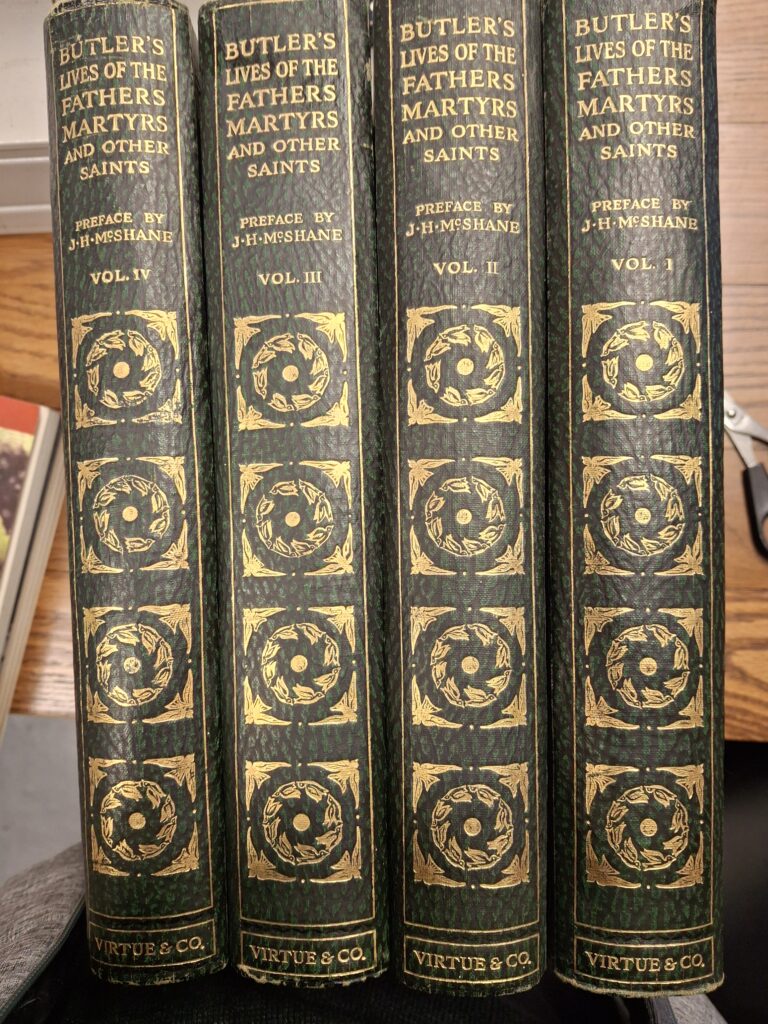 BUTLER'S
LIVES OF THE
FATHERS
MARTYRS
AND OTHER
SAINTS
PREFACE BY
J·H·McSHANE
VOL. IV
VIRTUE & CO.
BUTLER'S
LIVES OF THE
FATHERS
MARTYRS
AND OTHER
SAINTS
PREFACE BY
J·H·McSHANE
VOL. III
VIRTUE & CO.
BUTLER'S
LIVES OF THE
FATHERS
MARTYRS
AND OTHER
SAINTS
PREFACE BY
J·H·McSHANE
VOL. II
VIRTUE & CO.
BUTLER'S
LIVES OF THE
FATHERS
MARTYRS
AND OTHER
SAINTS
PREFACE BY
J·H·McSHANE
VOL. I
VIRTUE & CO.